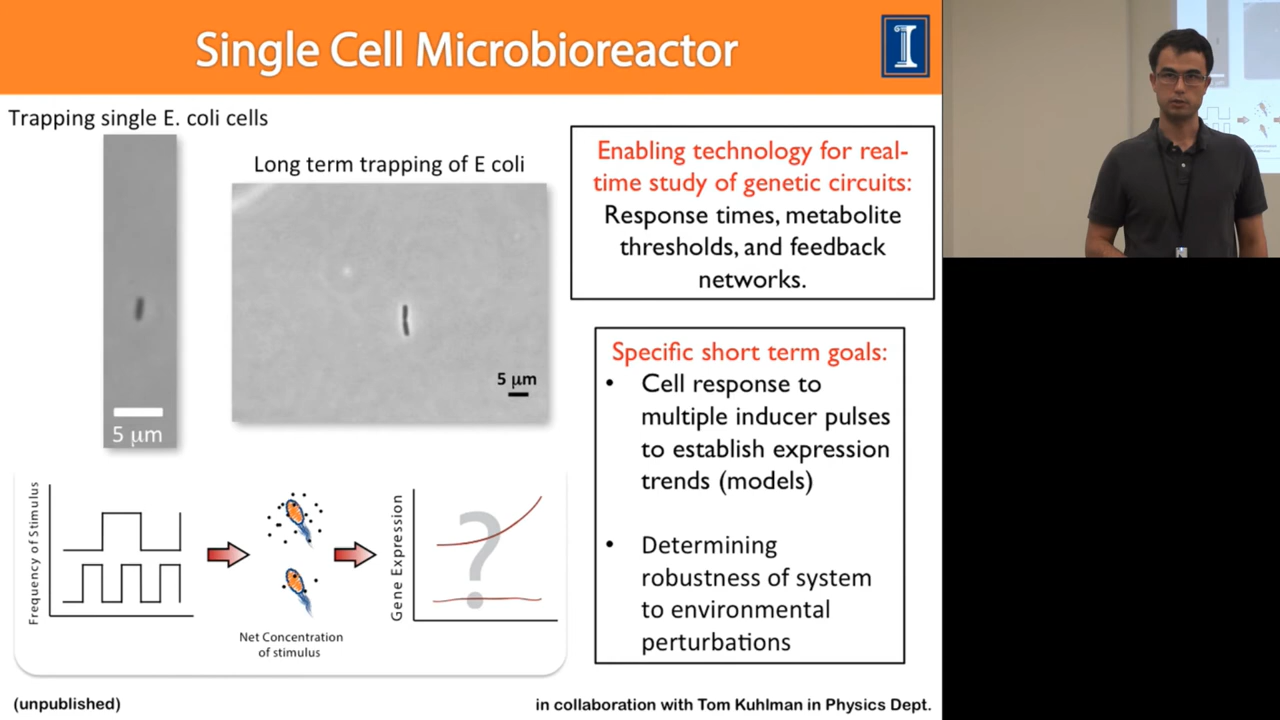 Single Cell Microbioreactor
Trapping single E. coli cells
5 μm
Long term trapping of E coli
5 μm
Enabling technology for real-
time study of genetic circuits:
Response times, metabolite
thresholds, and feedback
networks.
Specific short term goals:
• Cell response to
multiple inducer pulses
to establish expression
trends (models)
• Determining
robustness of system
to environmental
perturbations
Frequency of Stimulus
Net Concentration
of stimulus
Gene Expression
?
(unpublished)
in collaboration with Tom Kuhlman in Physics Dept.